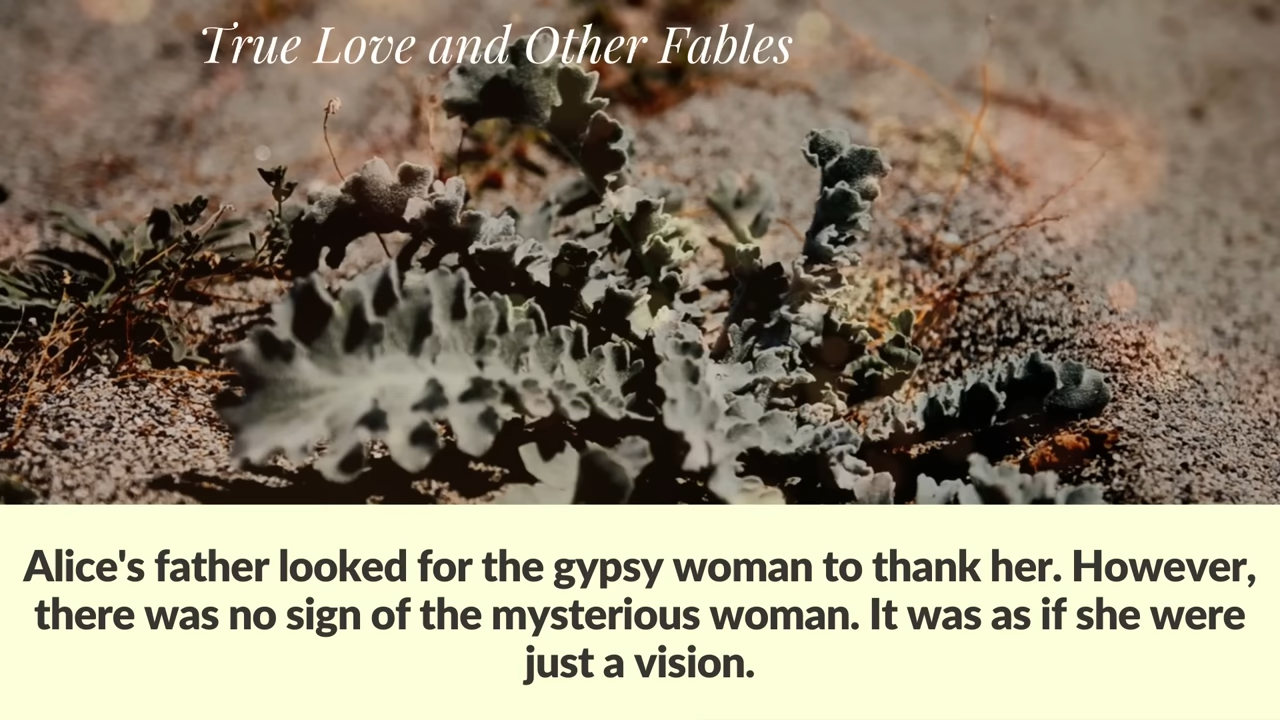 True Love and Other Fables
Alice's father looked for the gypsy woman to thank her. However,
there was no sign of the mysterious woman. It was as if she were
just a vision.